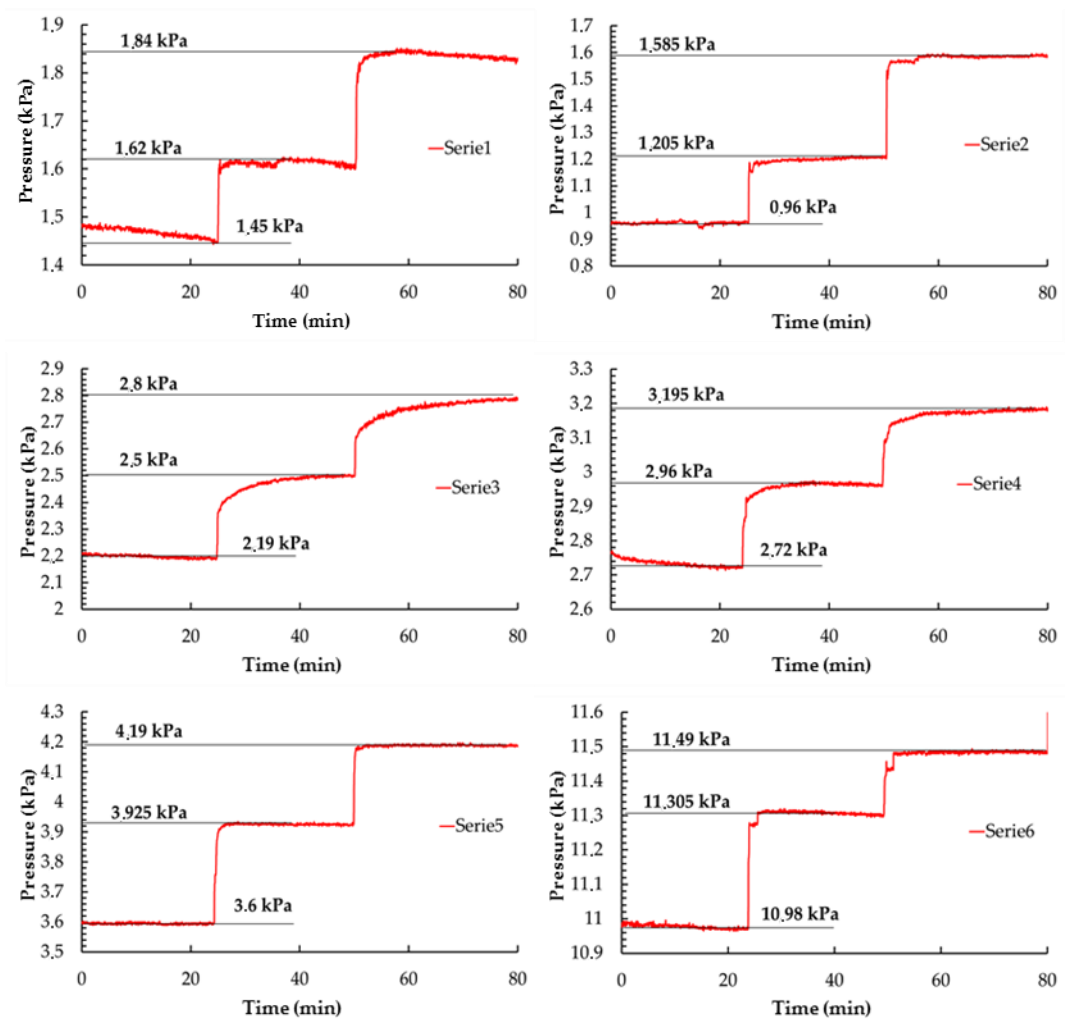 1.9
1.8
1.7
1.6
1.5
1.4
Pressure (kPa)
1.84 kPa
1.62 kPa
1.45 kPa
Serie1
0 20 40 60 80
Time (min)
1.7
1.6
1.5
1.4
1.3
1.2
1.1
1
0.9
0.8
Pressure (kPa)
1.585 kPa
1.205 kPa
0.96 kPa
Serie2
0 20 40 60 80
Time (min)
2.9
2.8
2.7
2.6
2.5
2.4
2.3
2.2
2.1
2
Pressure (kPa)
2.8 kPa
2.5 kPa
2.19 kPa
Serie3
0 20 40 60 80
Time (min)
3.3
3.2
3.1
3
2.9
2.8
2.7
2.6
Pressure (kPa)
3.195 kPa
2.96 kPa
2.72 kPa
Serie4
0 20 40 60 80
Time (min)
4.3
4.2
4.1
4
3.9
3.8
3.7
3.6
3.5
Pressure (kPa)
4.19 kPa
3.925 kPa
3.6 kPa
Serie5
0 20 40 60 80
Time (min)
11.6
11.5
11.4
11.3
11.2
11.1
11
10.9
Pressure (kPa)
11.49 kPa
11.305 kPa
10.98 kPa
Serie6
0 20 40 60 80
Time (min)